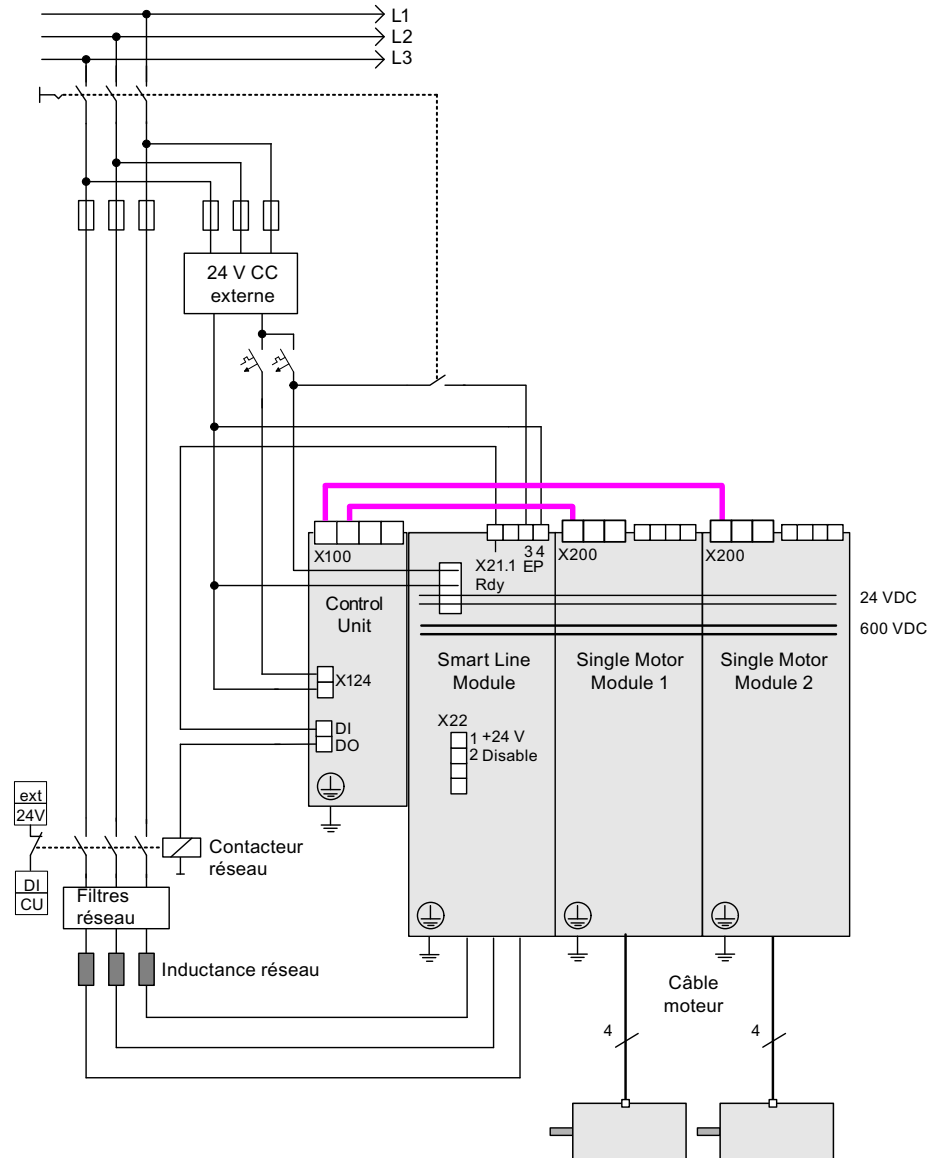 L1
L2
L3
24 V CC
externe
X100
X21.1
Rdy
3 4
EP
X200
X200
24 VDC
600 VDC
Control
Unit
Smart Line
Module
Single Motor
Module 1
Single Motor
Module 2
X124
DI
DO
X22
1 +24 V
2 Disable
ext
24V
DI
CU
Contacteur
réseau
Filtres
réseau
Inductance réseau
Câble
moteur
4
4